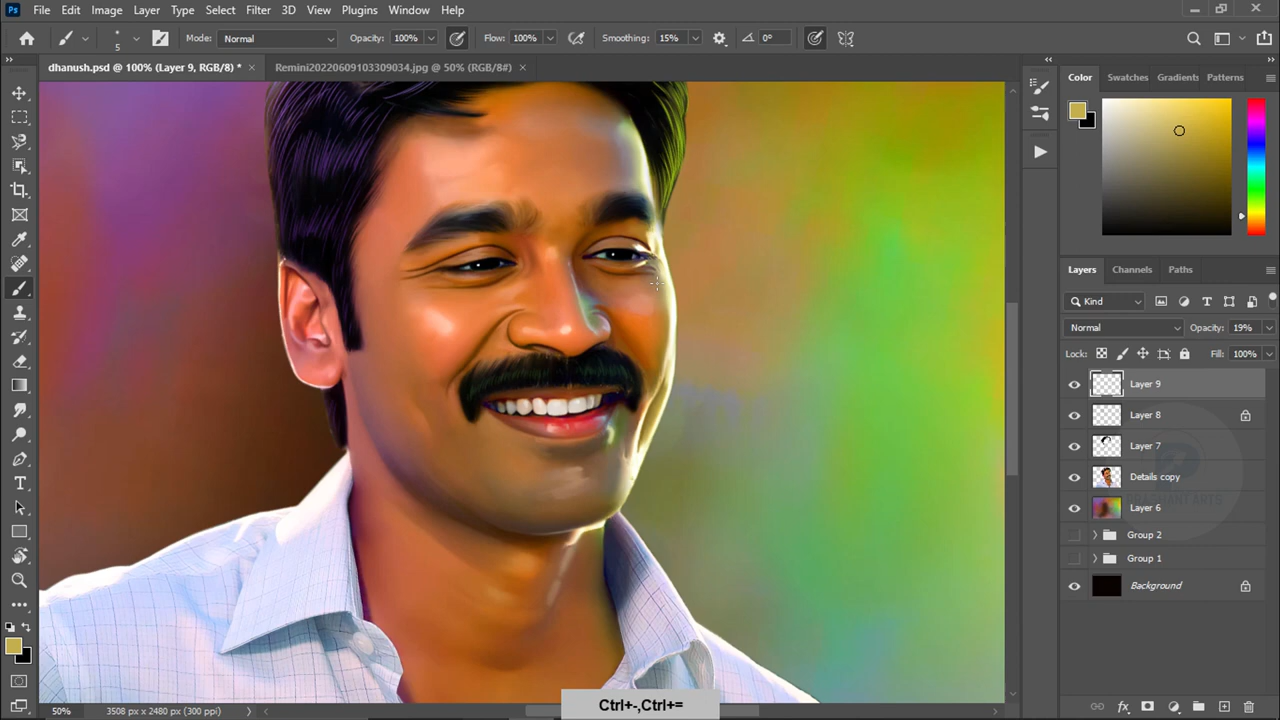 Ps File Edit Image Layer Type Select Filter 3D View Plugins Window Help
5 Mode: Normal Opacity: 100% Flow: 100% Smoothing: 15% 0°
dhanush.psd @ 100% (Layer 9, RGB/8) * × Remini20220609103309034.jpg @ 50% (RGB/8#) ×
Color Swatches Gradients Patterns
Layers Channels Paths
Kind
Normal Opacity: 19%
Lock: Fill: 100%
Layer 9
Layer 8
Layer 7
Details copy
Layer 6
Group 2
Group 1
Background
50% 3508 px x 2480 px (300 ppi)
Ctrl+-,Ctrl+=